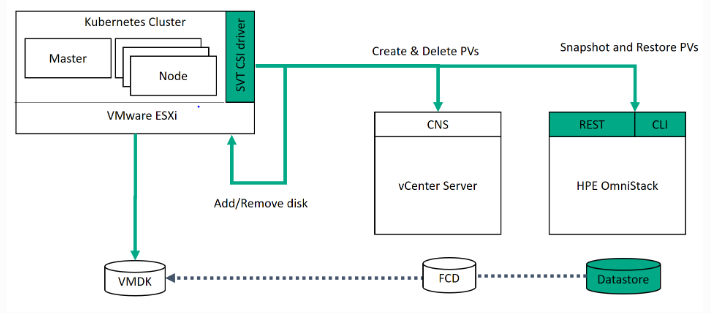 Kubernetes Cluster
Master
Node
SVT CSI driver
VMware ESXi
Create & Delete PVs
Snapshot and Restore PVs
CNS
vCenter Server
REST
CLI
HPE OmniStack
Add/Remove disk
VMDK
FCD
Datastore